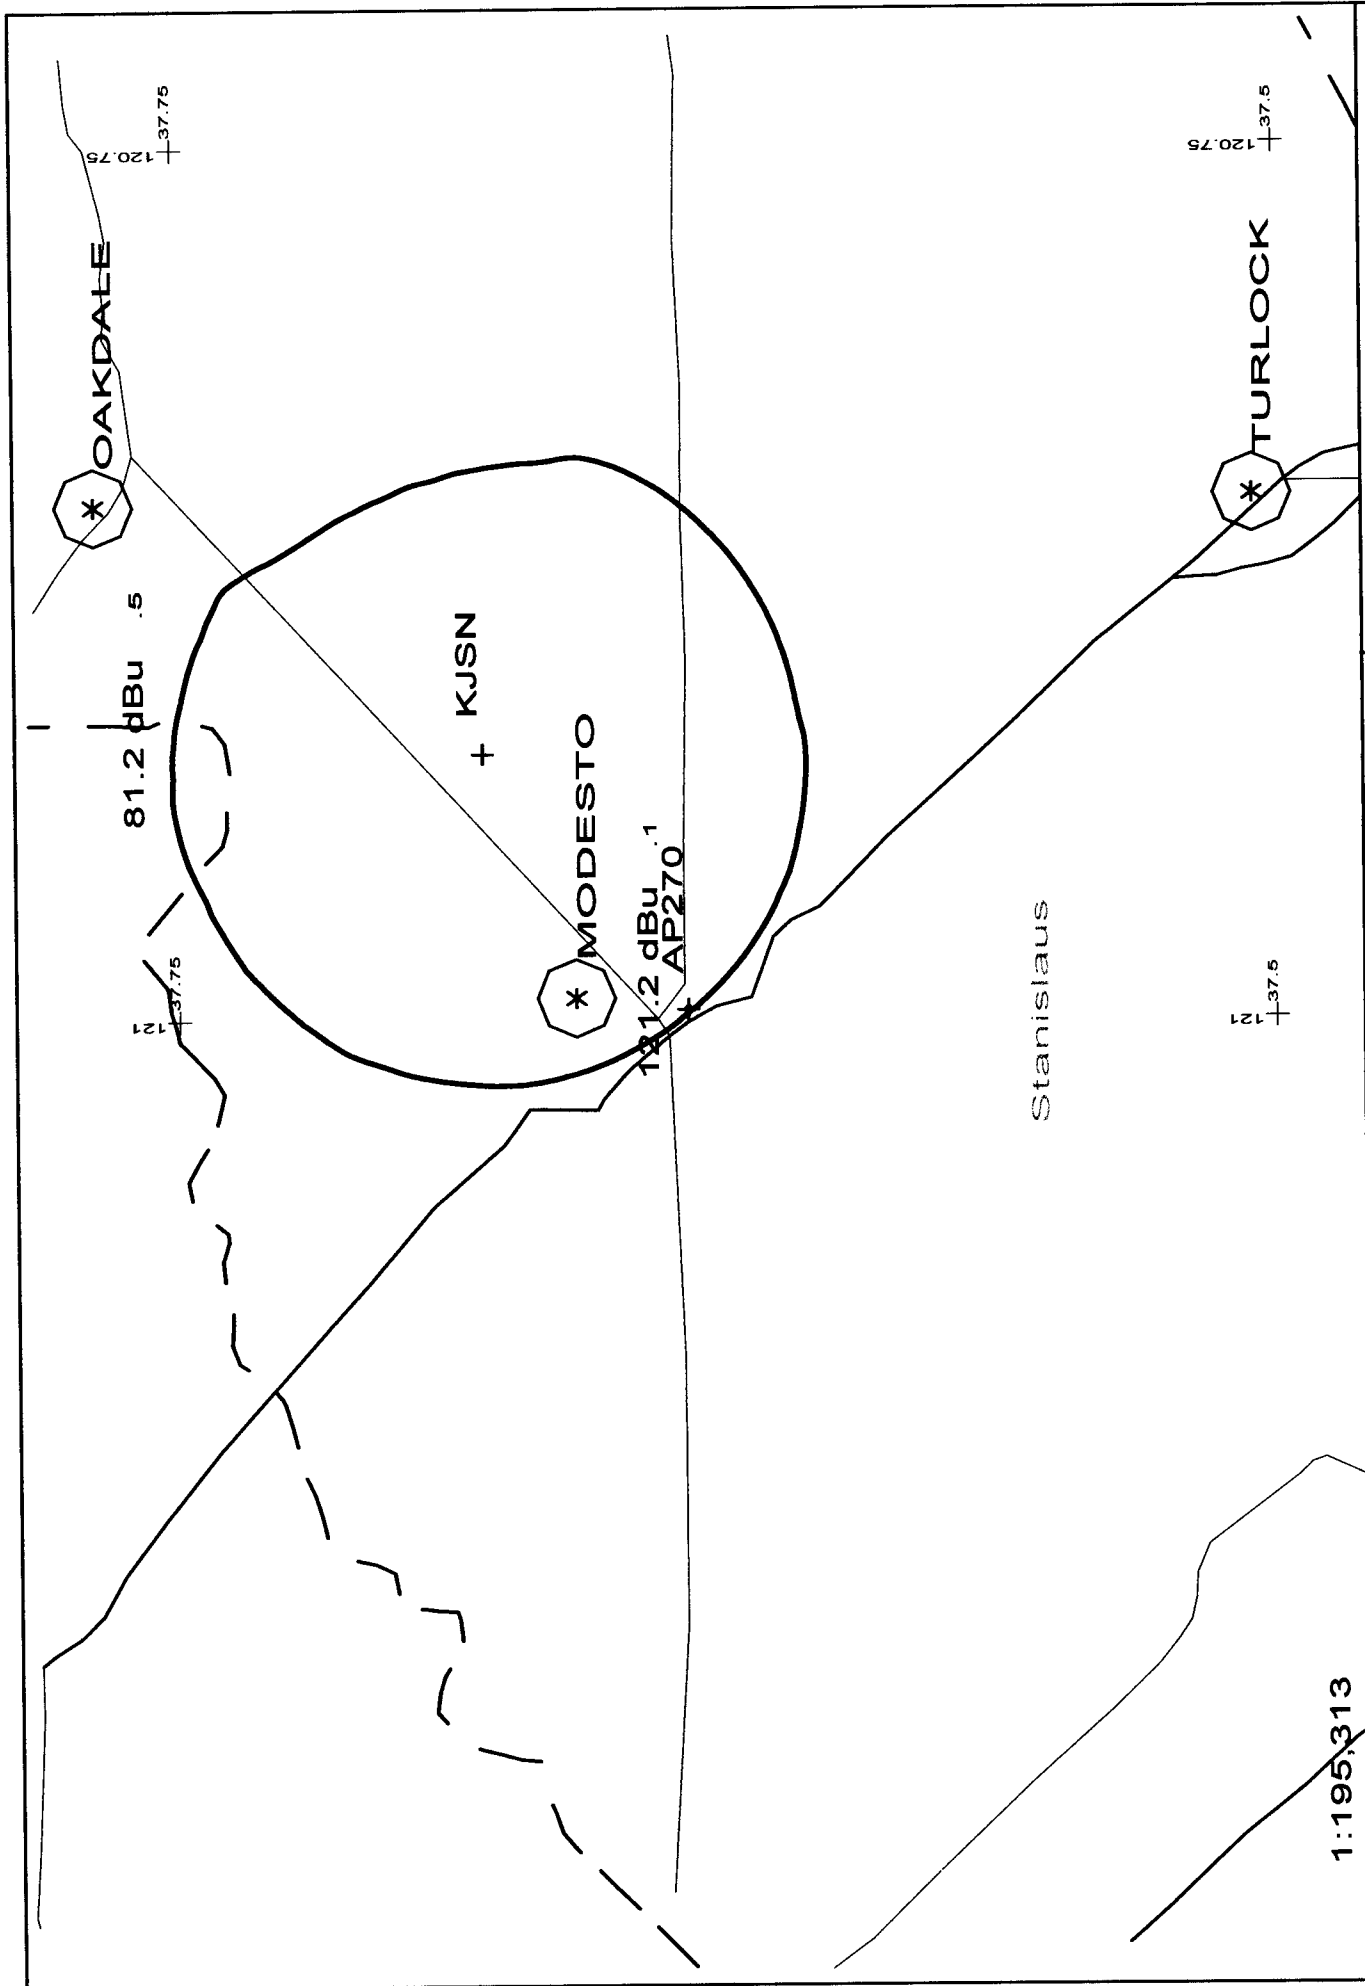 OAKDALE
120.75
37.75
81.2 dBu .5
KJSN
MODESTO
121.2 dBu .1
AP270
121
37.75
120.75
37.5
TURLOCK
Stanislaus
121
37.5
1:195,313